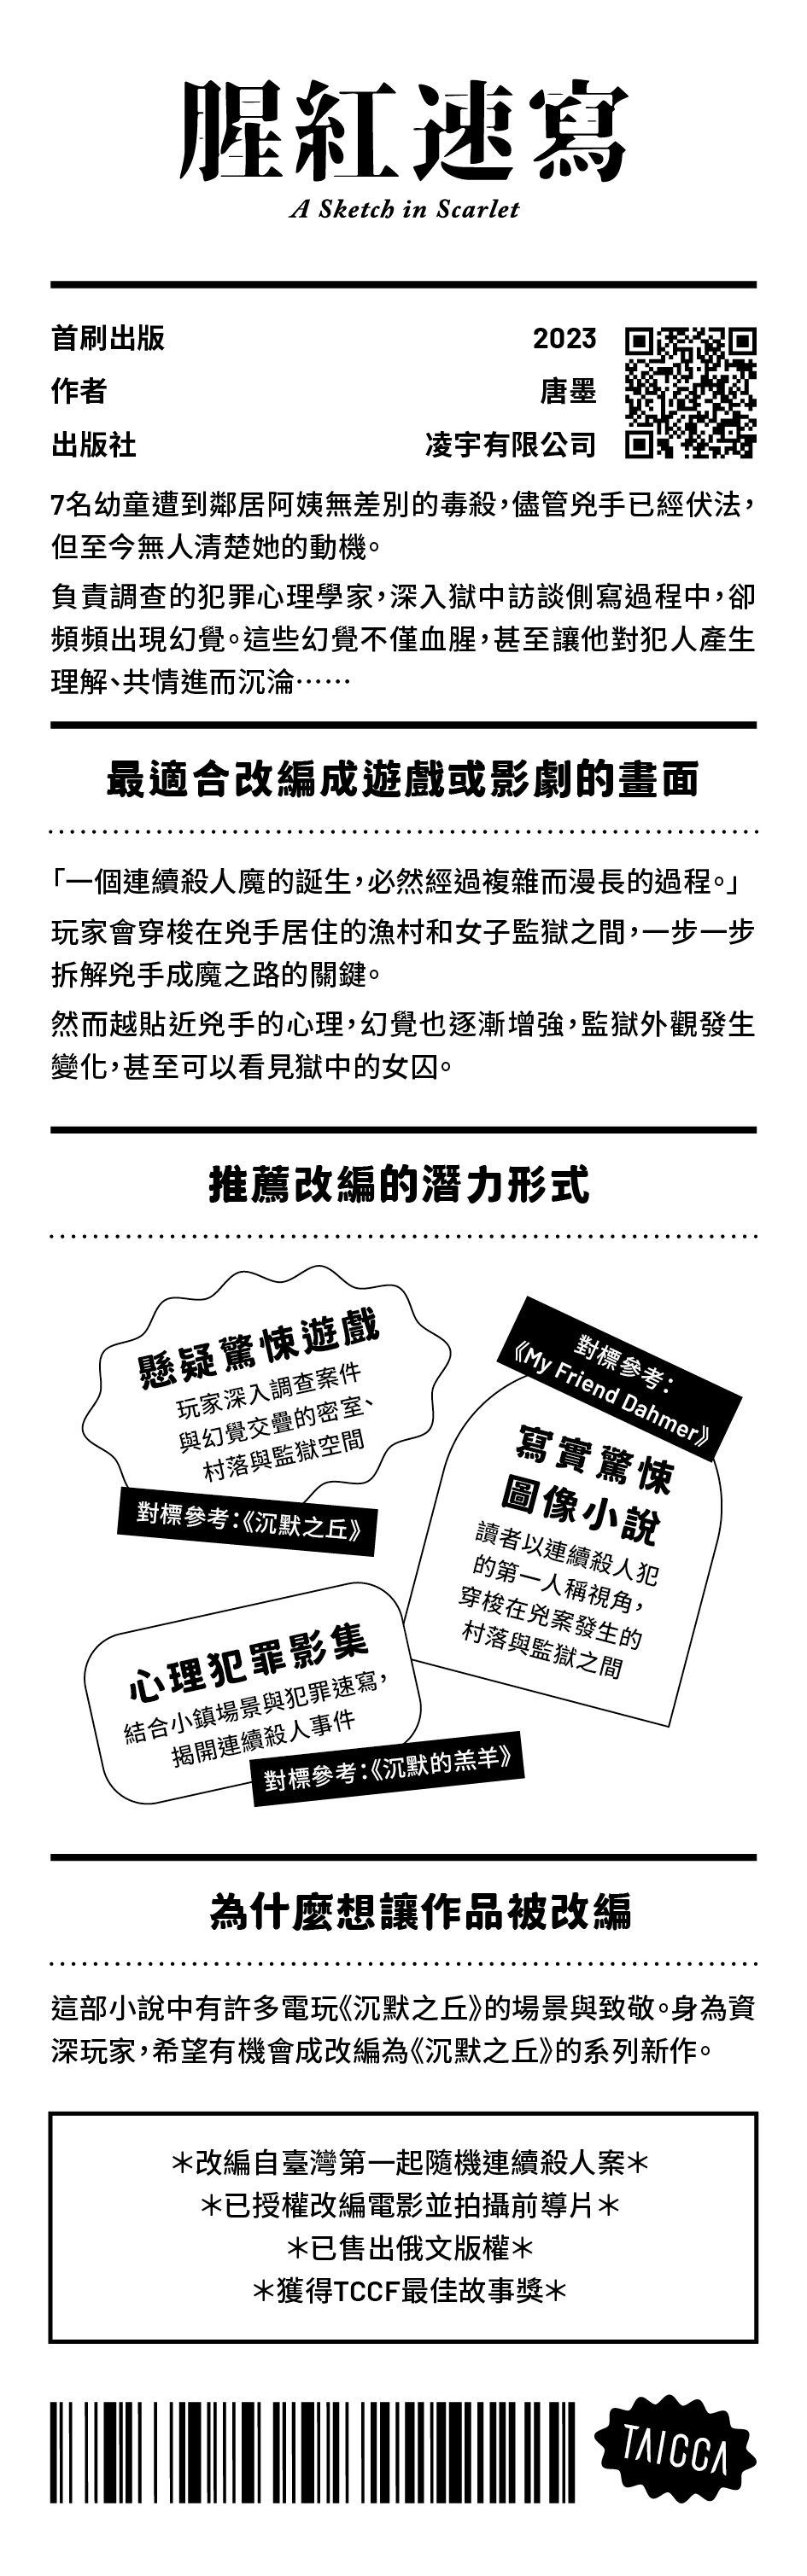 腥紅速寫
A Sketch in Scarlet
首刷出版 2023
作者 唐墨
出版社 凌宇有限公司
7名幼童遭到鄰居阿姨無差別的毒殺，儘管兇手已經伏法，
但至今無人清楚她的動機。
負責調查的犯罪心理學家，深入獄中訪談側寫過程中，卻
頻頻出現幻覺。這些幻覺不僅血腥，甚至讓他對犯人產生
理解、共情進而沉淪……
最適合改編成遊戲或影劇的畫面
「一個連續殺人魔的誕生，必然經過複雜而漫長的過程。」
玩家會穿梭在兇手居住的漁村和女子監獄之間，一步一步
拆解兇手成魔之路的關鍵。
然而越貼近兇手的心理，幻覺也逐漸增強，監獄外觀發生
變化，甚至可以看見獄中的女囚。
推薦改編的潛力形式
懸疑驚悚遊戲
玩家深入調查案件
與幻覺交疊的密室、
村落與監獄空間
對標參考：《沉默之丘》
對標參考：
《My Friend Dahmer》
寫實驚悚
圖像小說
讀者以連續殺人犯
的第一人稱視角，
穿梭在兇案發生的
村落與監獄之間
心理犯罪影集
結合小鎮場景與犯罪速寫，
揭開連續殺人事件
對標參考：《沉默的羔羊》
為什麼想讓作品被改編
這部小說中有許多電玩《沉默之丘》的場景與致敬。身為資
深玩家，希望有機會成改編為《沉默之丘》的系列新作。
＊改編自臺灣第一起隨機連續殺人案＊
＊已授權改編電影並拍攝前導片＊
＊已售出俄文版權＊
＊獲得TCCF最佳故事獎＊
TAICCA